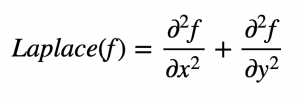 Laplace(f) = ∂²f/∂x² + ∂²f/∂y²